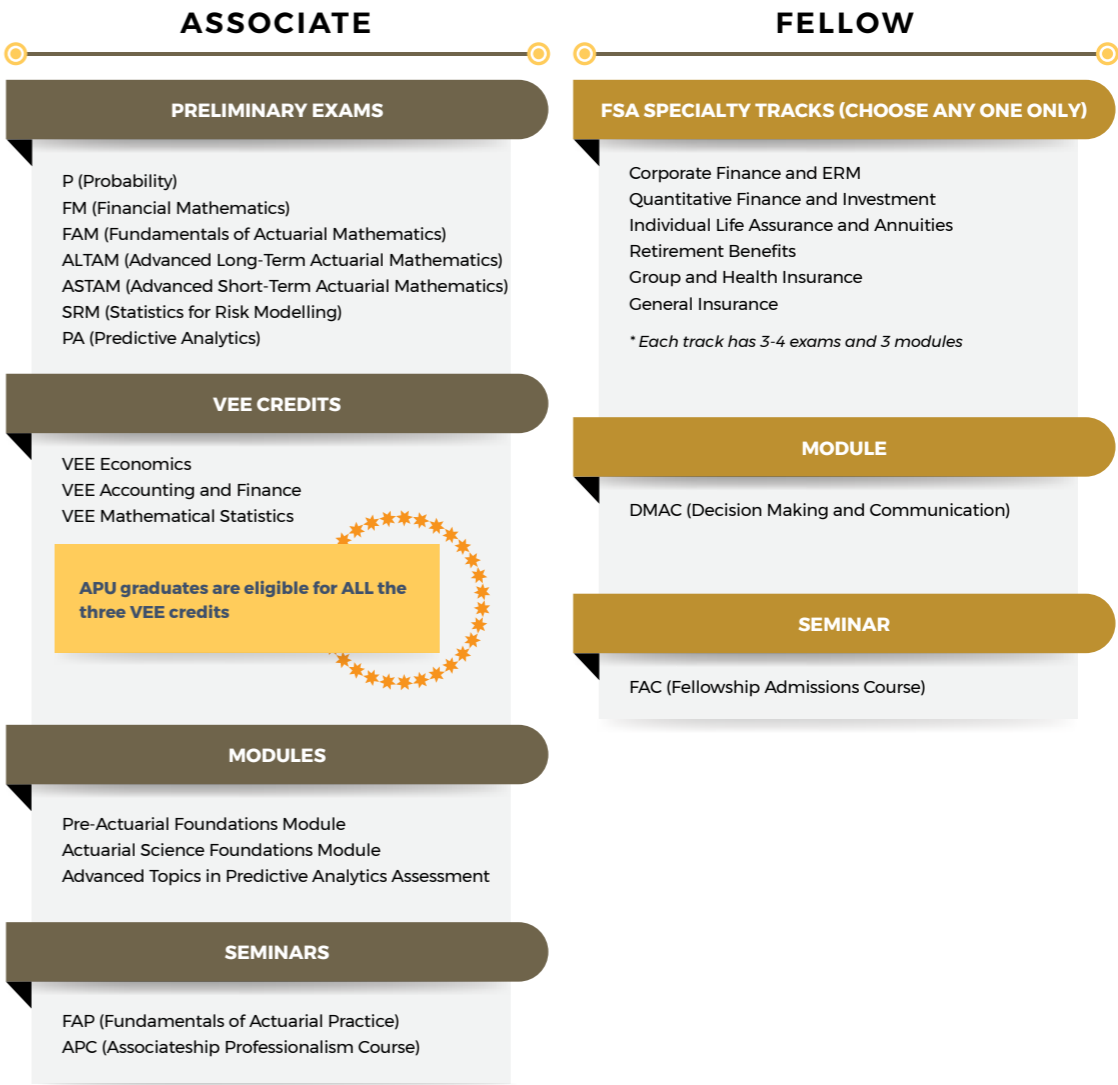 ASSOCIATE
PRELIMINARY EXAMS
P (Probability)
FM (Financial Mathematics)
FAM (Fundamentals of Actuarial Mathematics)
ALTAM (Advanced Long-Term Actuarial Mathematics)
ASTAM (Advanced Short-Term Actuarial Mathematics)
SRM (Statistics for Risk Modelling)
PA (Predictive Analytics)
VEE CREDITS
VEE Economics
VEE Accounting and Finance
VEE Mathematical Statistics
APU graduates are eligible for ALL the
three VEE credits
MODULES
Pre-Actuarial Foundations Module
Actuarial Science Foundations Module
Advanced Topics in Predictive Analytics Assessment
SEMINARS
FAP (Fundamentals of Actuarial Practice)
APC (Associateship Professionalism Course)
FELLOW
FSA SPECIALTY TRACKS (CHOOSE ANY ONE ONLY)
Corporate Finance and ERM
Quantitative Finance and Investment
Individual Life Assurance and Annuities
Retirement Benefits
Group and Health Insurance
General Insurance
* Each track has 3-4 exams and 3 modules
MODULE
DMAC (Decision Making and Communication)
SEMINAR
FAC (Fellowship Admissions Course)